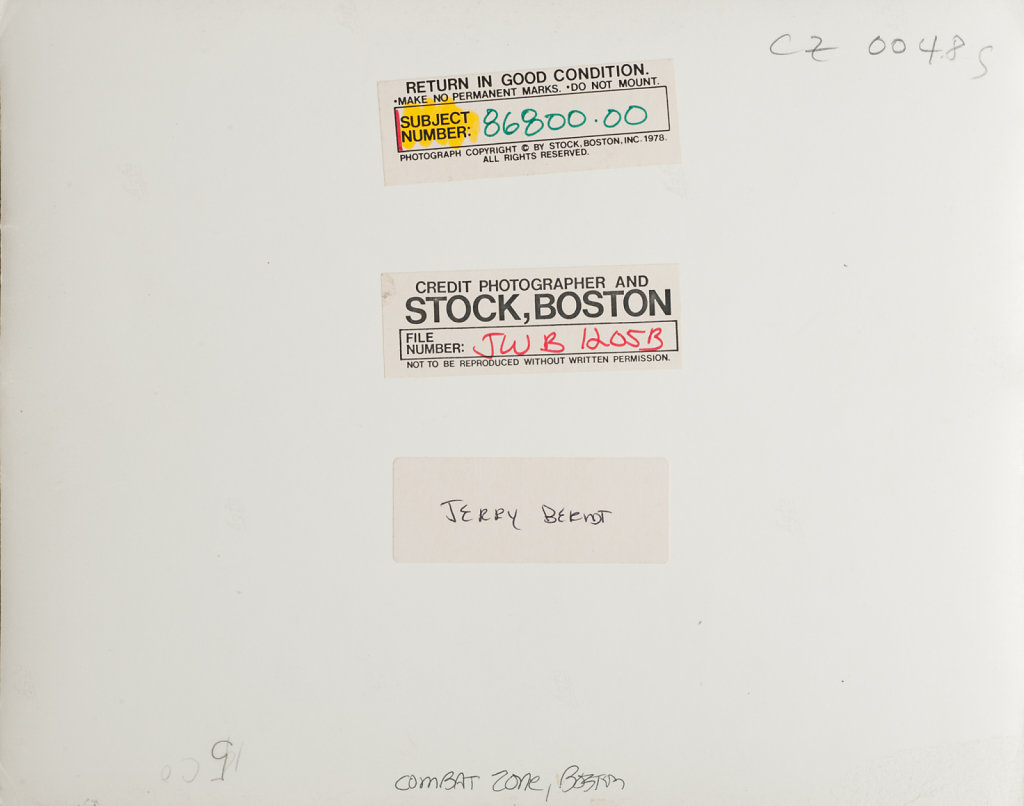 CZ 0048 S
RETURN IN GOOD CONDITION.
•MAKE NO PERMANENT MARKS. •DO NOT MOUNT.
SUBJECT
NUMBER: 86800.00
PHOTOGRAPH COPYRIGHT © BY STOCK, BOSTON, INC. 1978.
ALL RIGHTS RESERVED.
CREDIT PHOTOGRAPHER AND
STOCK, BOSTON
FILE
NUMBER: JWB 1205B
NOT TO BE REPRODUCED WITHOUT WRITTEN PERMISSION.
JERRY BERNDT
COMBAT ZONE, BOSTON